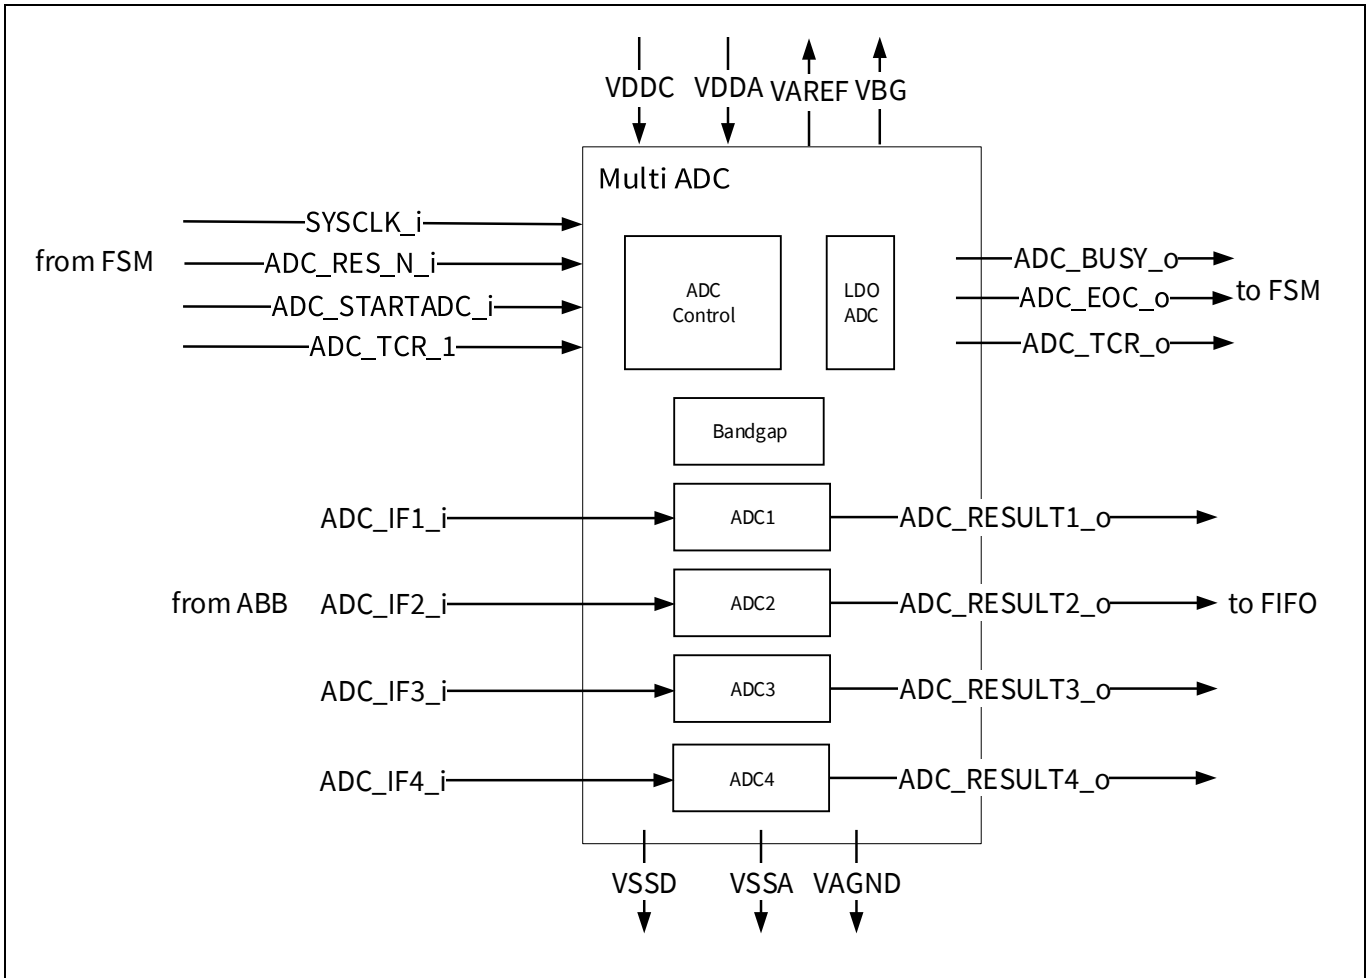 VDDC VDDA VAREF VBG
Multi ADC
from FSM
SYSCLK_i
ADC_RES_N_i
ADC_STARTADC_i
ADC_TCR_1
ADC
Control
LDO
ADC
ADC_BUSY_o
ADC_EOC_o
ADC_TCR_o
to FSM
Bandgap
ADC_IF1_i ADC1 ADC_RESULT1_o
from ABB ADC_IF2_i ADC2 ADC_RESULT2_o to FIFO
ADC_IF3_i ADC3 ADC_RESULT3_o
ADC_IF4_i ADC4 ADC_RESULT4_o
VSSD VSSA VAGND